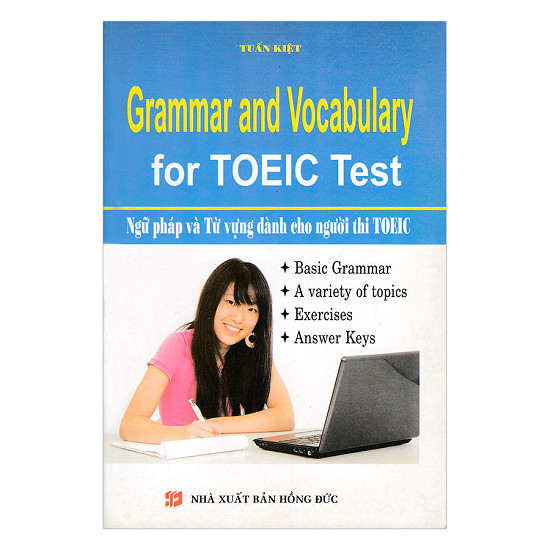 TUẤN KIỆT
Grammar and Vocabulary
for TOEIC Test
Ngữ pháp và Từ vựng dành cho người thi TOEIC
Basic Grammar
A variety of topics
Exercises
Answer Keys
NHÀ XUẤT BẢN HỒNG ĐỨC